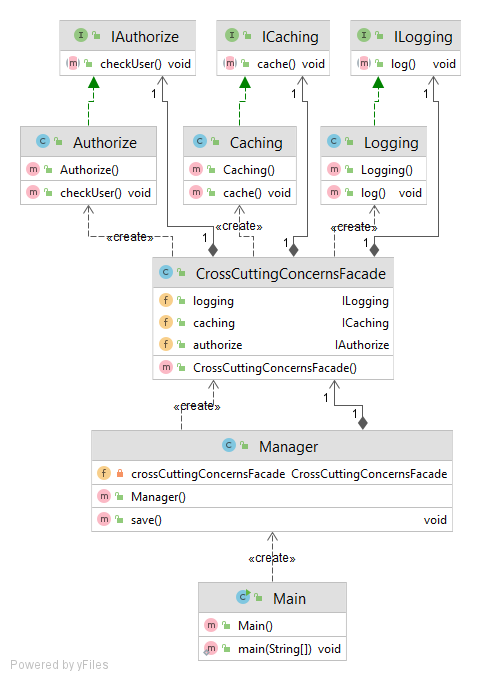 IAuthorize
checkUser() void
ICaching
cache() void
ILogging
log() void
1
1
1
Authorize
Authorize()
checkUser() void
Caching
Caching()
cache() void
Logging
Logging()
log() void
«create»
«create»
«create»
1
1
1
CrossCuttingConcernsFacade
logging ILogging
caching ICaching
authorize IAuthorize
CrossCuttingConcernsFacade()
«create»
1
1
Manager
crossCuttingConcernsFacade CrossCuttingConcernsFacade
Manager()
save() void
«create»
Main
Main()
main(String[]) void
Powered by yFiles